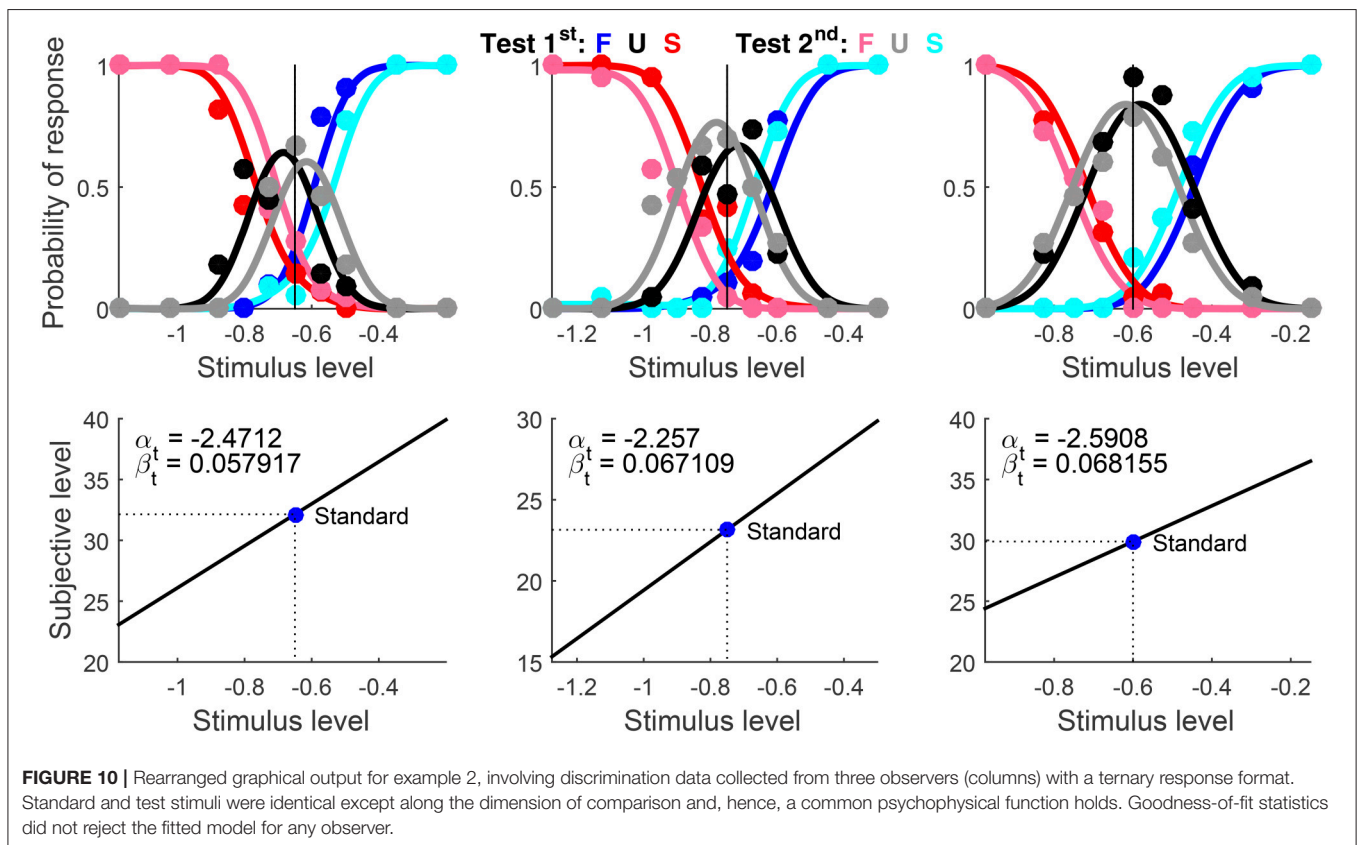 Test 1st: F U S Test 2nd: F U S
Probability of response
1
0.5
0
-1 -0.8 -0.6 -0.4
Stimulus level
1
0.5
0
-1.2 -1 -0.8 -0.6 -0.4
Stimulus level
1
0.5
0
-0.8 -0.6 -0.4 -0.2
Stimulus level
Subjective level
40
35
30
25
20
αt = -2.4712
βt = 0.057917
Standard
-1 -0.8 -0.6 -0.4
Stimulus level
30
25
20
15
αt = -2.257
βt = 0.067109
Standard
-1.2 -1 -0.8 -0.6 -0.4
Stimulus level
40
35
30
25
20
αt = -2.5908
βt = 0.068155
Standard
-0.8 -0.6 -0.4 -0.2
Stimulus level
FIGURE 10 | Rearranged graphical output for example 2, involving discrimination data collected from three observers (columns) with a ternary response format.
Standard and test stimuli were identical except along the dimension of comparison and, hence, a common psychophysical function holds. Goodness-of-fit statistics
did not reject the fitted model for any observer.